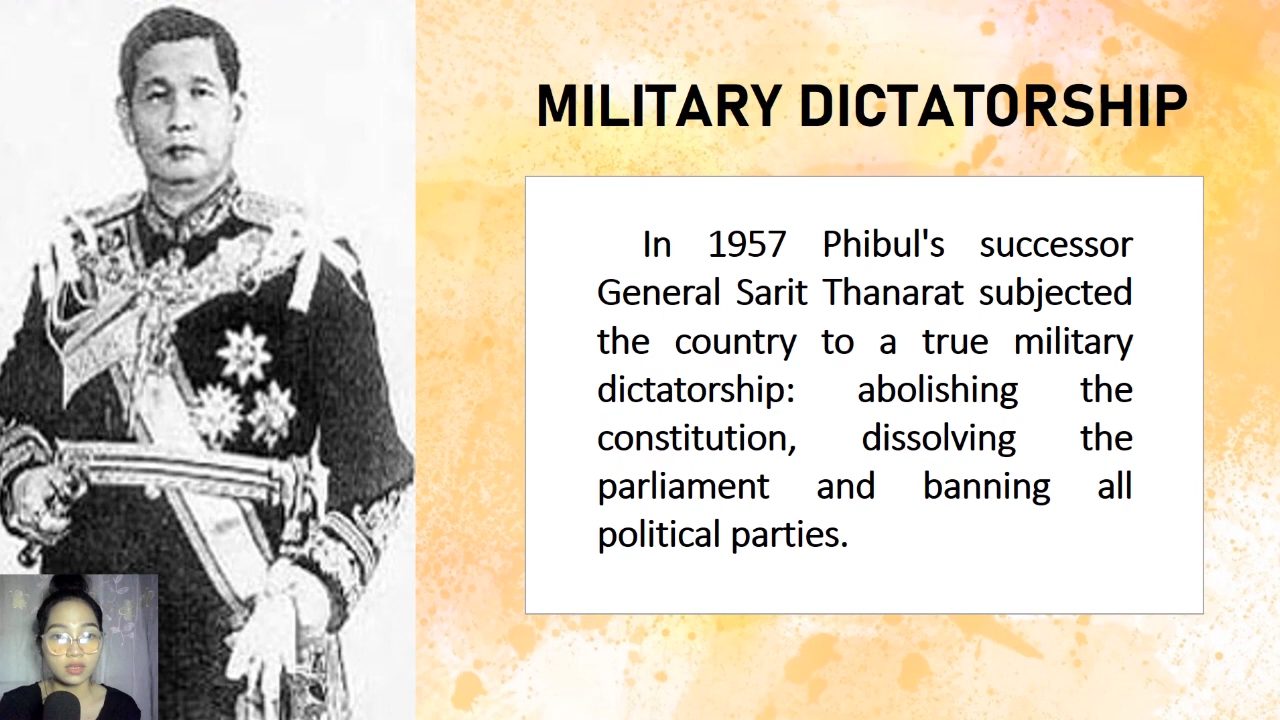 MILITARY DICTATORSHIP
In 1957 Phibul's successor
General Sarit Thanarat subjected
the country to a true military
dictatorship: abolishing the
constitution, dissolving the
parliament and banning all
political parties.